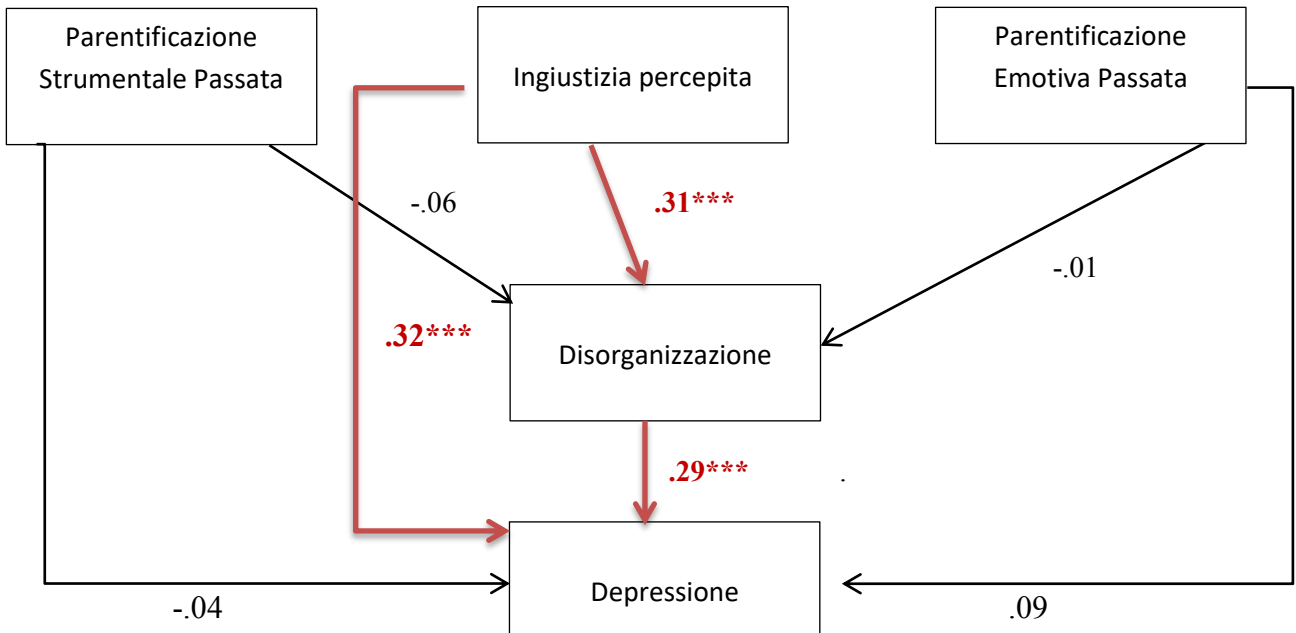 Parentificazione
Strumentale Passata
Ingiustizia percepita
Parentificazione
Emotiva Passata
-.06
.31***
-.01
.32***
Disorganizzazione
.29***
.
Depressione
-.04
.09